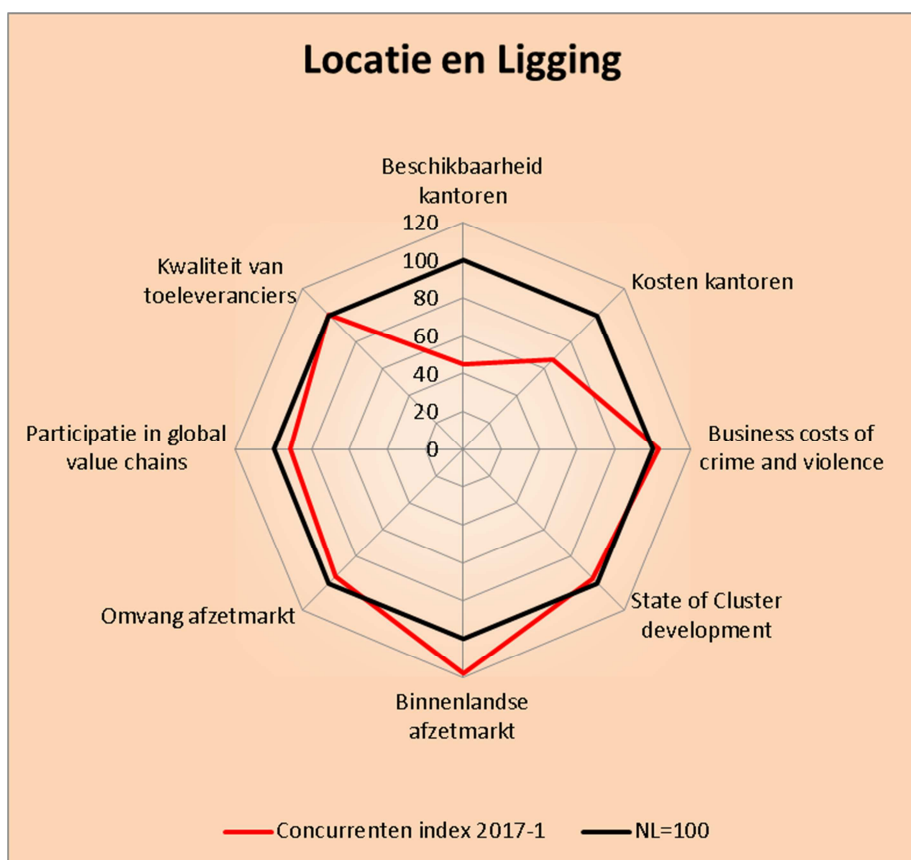 Locatie en Ligging
Beschikbaarheid
kantoren
120
100
80
60
40
20
0
Kosten kantoren
Business costs of
crime and violence
State of Cluster
development
Binnenlandse
afzetmarkt
Omvang afzetmarkt
Participatie in global
value chains
Kwaliteit van
toeleveranciers
Concurrenten index 2017-1
NL=100